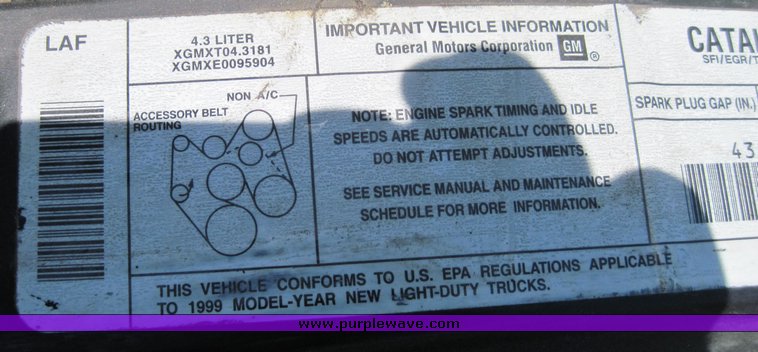 LAF
4.3 LITER
XGMXT04.3181
XGMXE0095904
NON A/C
ACCESSORY BELT
ROUTING
IMPORTANT VEHICLE INFORMATION
General Motors Corporation GM ®
NOTE: ENGINE SPARK TIMING AND IDLE
SPEEDS ARE AUTOMATICALLY CONTROLLED.
DO NOT ATTEMPT ADJUSTMENTS.
SEE SERVICE MANUAL AND MAINTENANCE
SCHEDULE FOR MORE INFORMATION.
CATA
SFI/EGR/T
SPARK PLUG GAP (IN.)
43
THIS VEHICLE CONFORMS TO U.S. EPA REGULATIONS APPLICABLE
TO 1999 MODEL-YEAR NEW LIGHT-DUTY TRUCKS.
www.purplewave.com